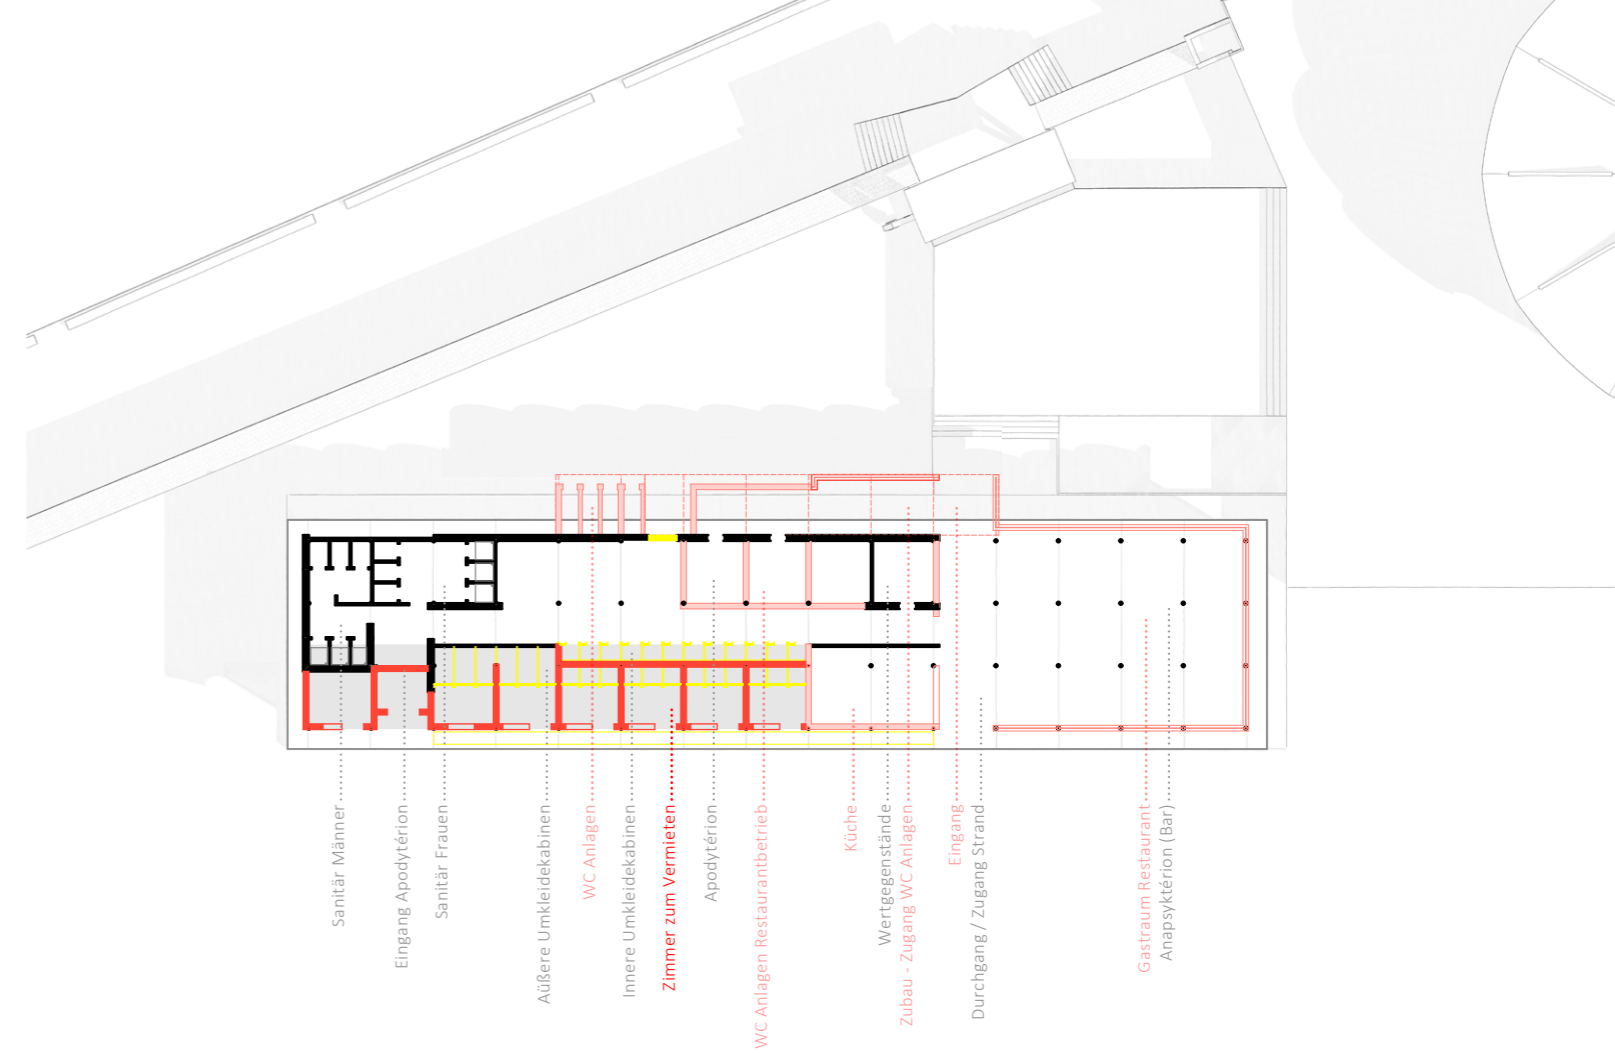 Sanitär Männer
Eingang Apodytérion
Sanitär Frauen
Aüßere Umkleidekabinen
WC Anlagen
Innere Umkleidekabinen
Zimmer zum Vermieten
Apodytérion
WC Anlagen Restaurantbetrieb
Küche
Wertgegenstände
Zubau - Zugang WC Anlagen
Eingang
Durchgang / Zugang Strand
Gastraum Restaurant
Anapsyktérion (Bar)